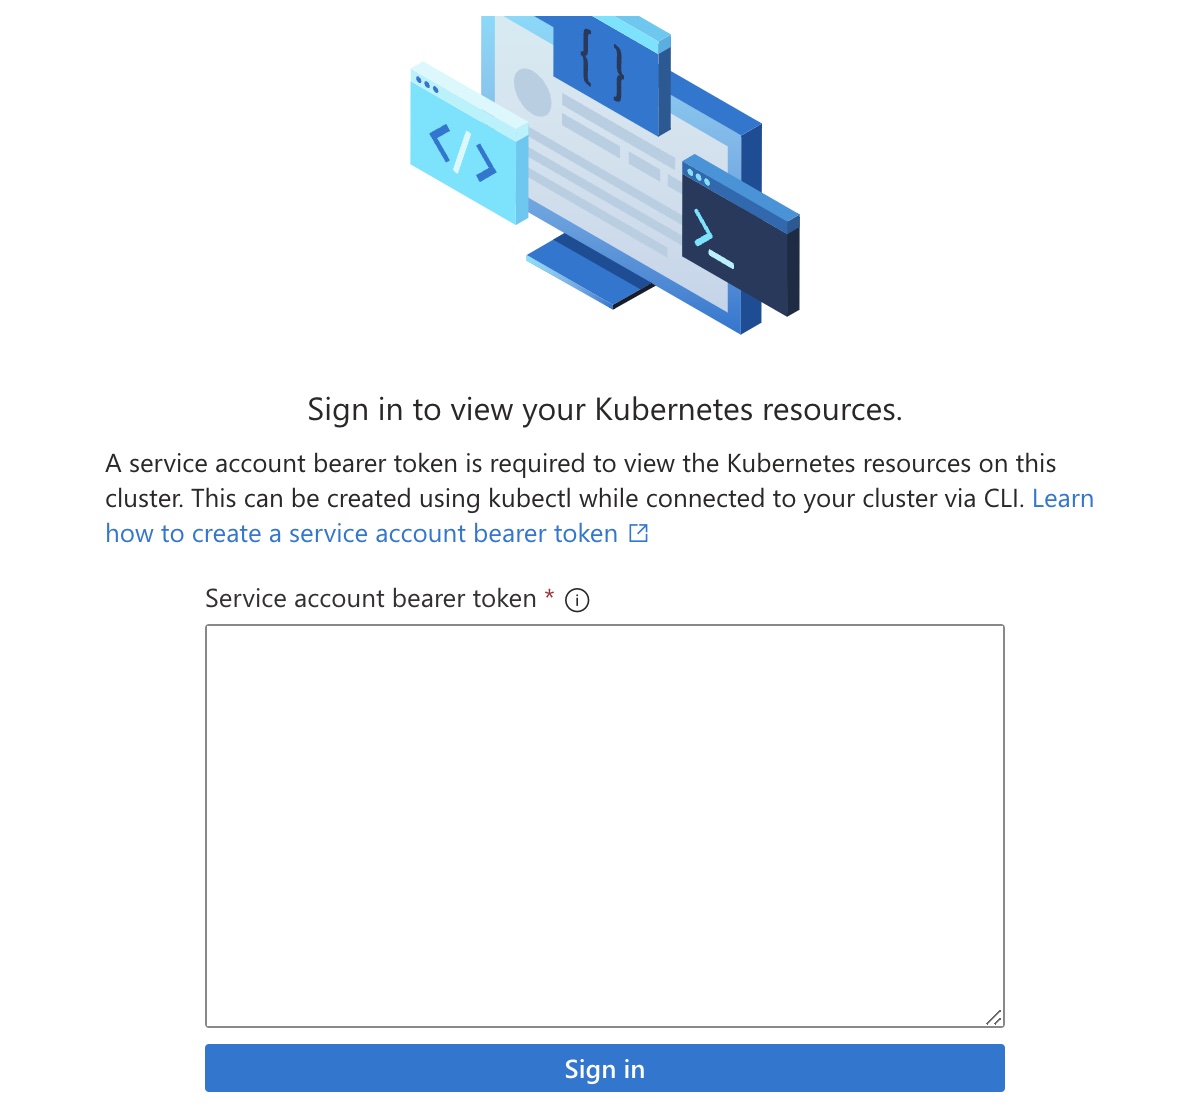 { }
</>
>_
Sign in to view your Kubernetes resources.
A service account bearer token is required to view the Kubernetes resources on this
cluster. This can be created using kubectl while connected to your cluster via CLI. Learn
how to create a service account bearer token
Service account bearer token *
Sign in